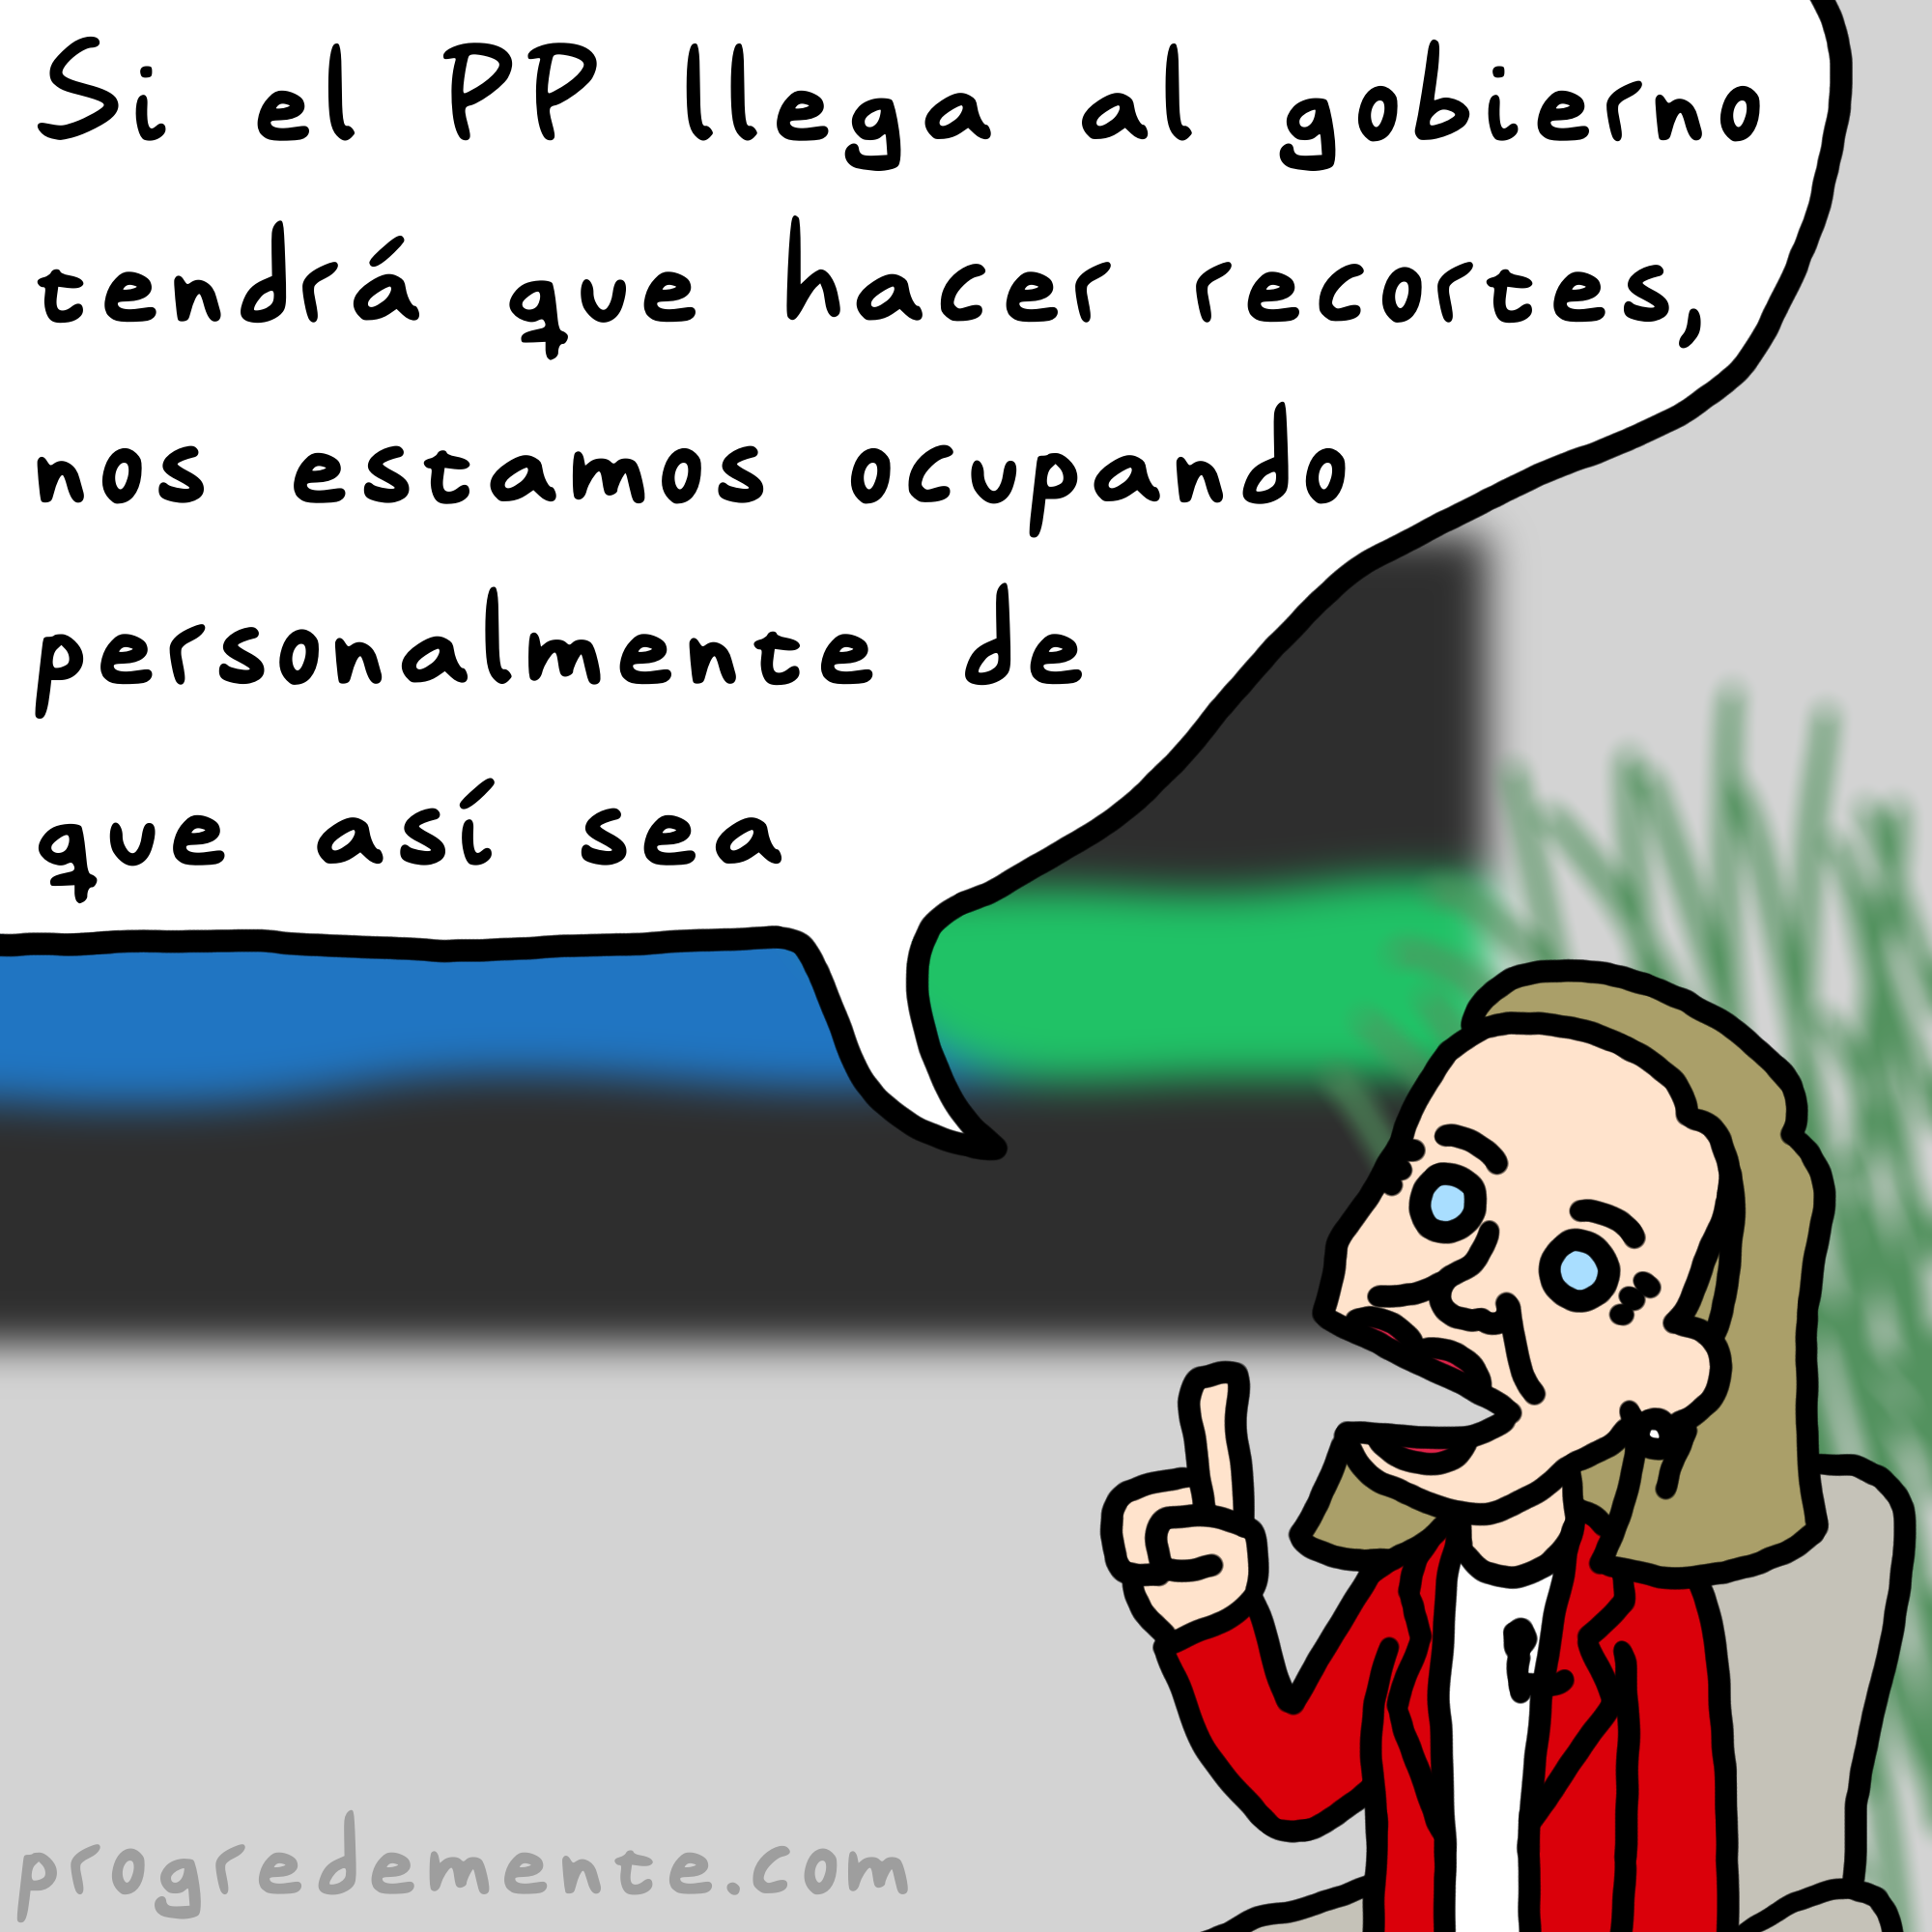 Si el PP llega al gobierno
tendrá que hacer recortes,
nos estamos ocupando
personalmente de
que así sea
progredemente.com